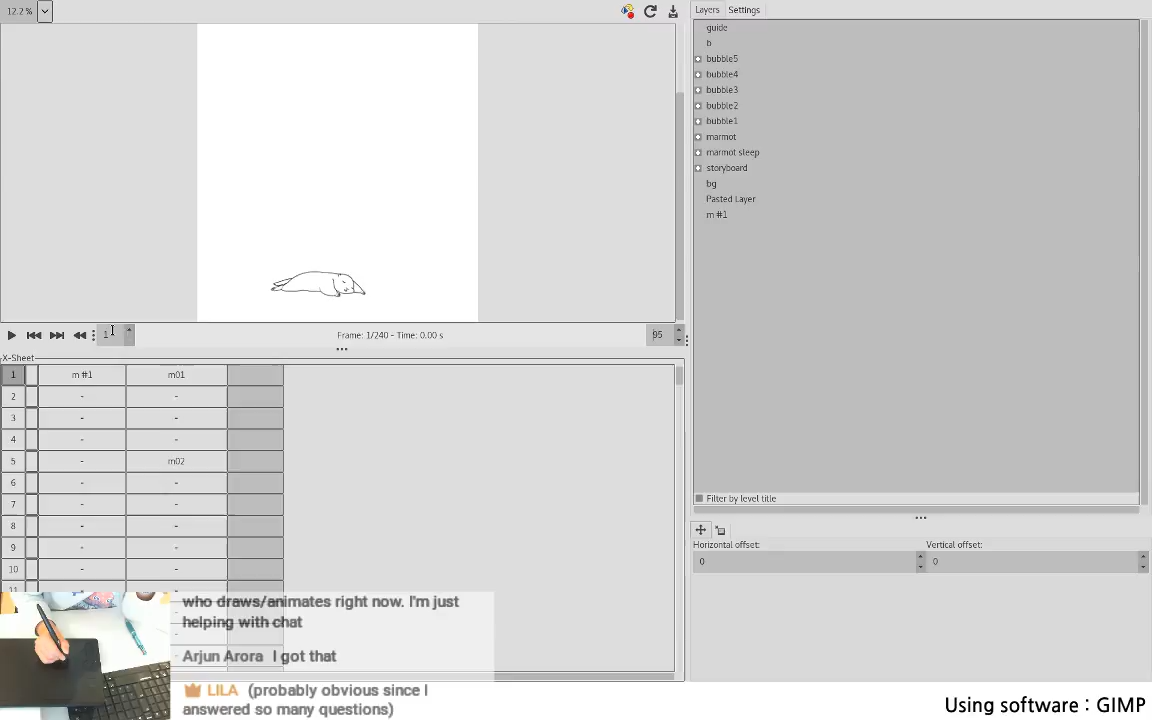 12.2 %
Layers Settings
guide
b
bubble5
bubble4
bubble3
bubble2
bubble1
marmot
marmot sleep
storyboard
bg
Pasted Layer
m #1
1
Frame: 1/240 - Time: 0.00 s
95
X-Sheet
1 m #1 m01
2 - -
3 - -
4 - -
5 - m02
6 - -
7 - -
8 - -
9 - -
10 - -
11
Filter by level title
Horizontal offset: Vertical offset:
0 0
who draws/animates right now. I'm just
helping with chat
Arjun Arora I got that
LILA (probably obvious since I
answered so many questions)
Using software : GIMP